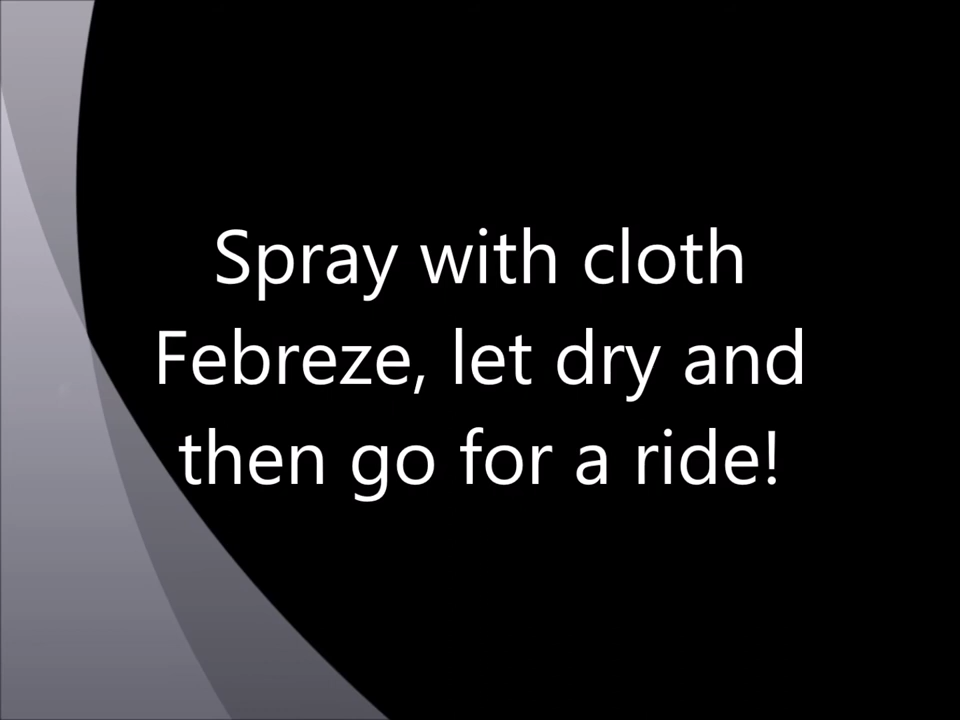 Spray with cloth
Febreze, let dry and
then go for a ride!